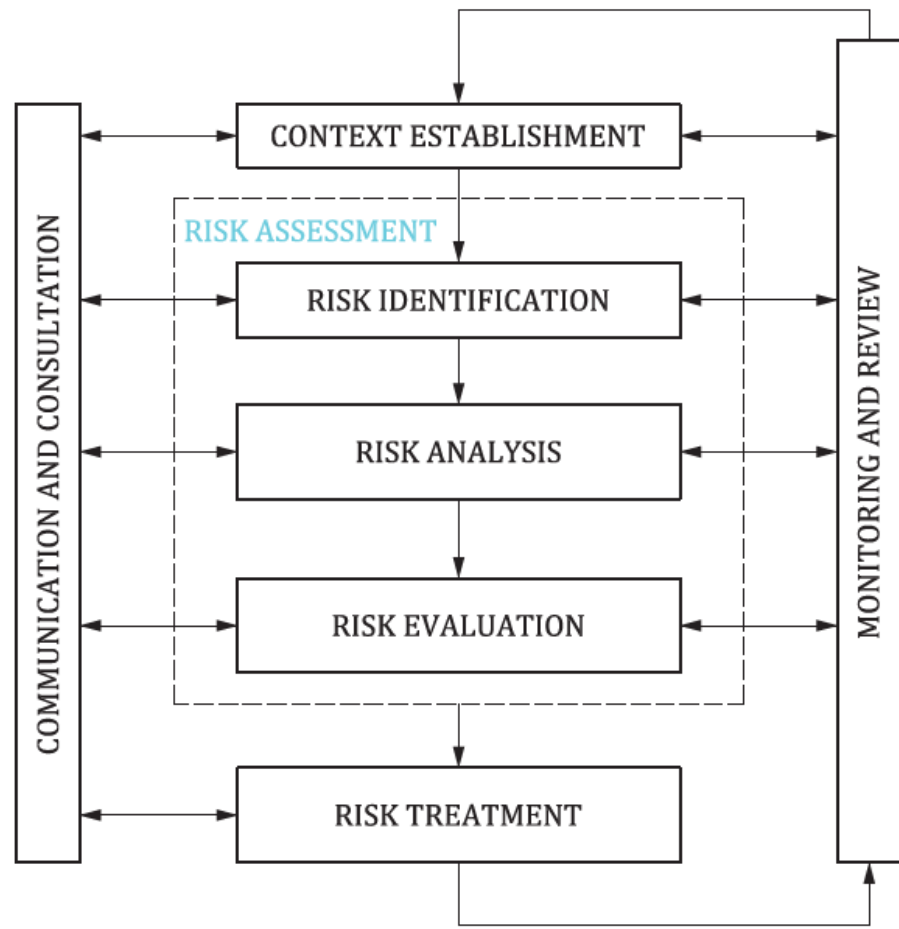 CONTEXT ESTABLISHMENT
RISK ASSESSMENT
RISK IDENTIFICATION
RISK ANALYSIS
RISK EVALUATION
RISK TREATMENT
COMMUNICATION AND CONSULTATION
MONITORING AND REVIEW